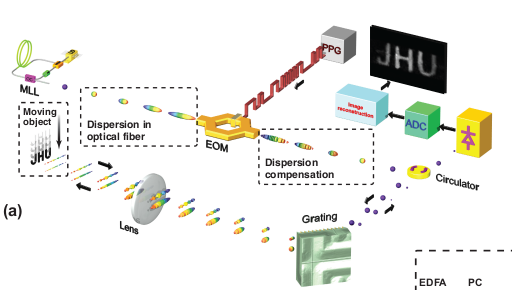 PPG
JHU
MLL
Moving
object
JHU
Dispersion in
optical fiber
EOM
Dispersion
compensation
Image
reconstruction
ADC
Circulator
Lens
Grating
(a)
EDFA
PC